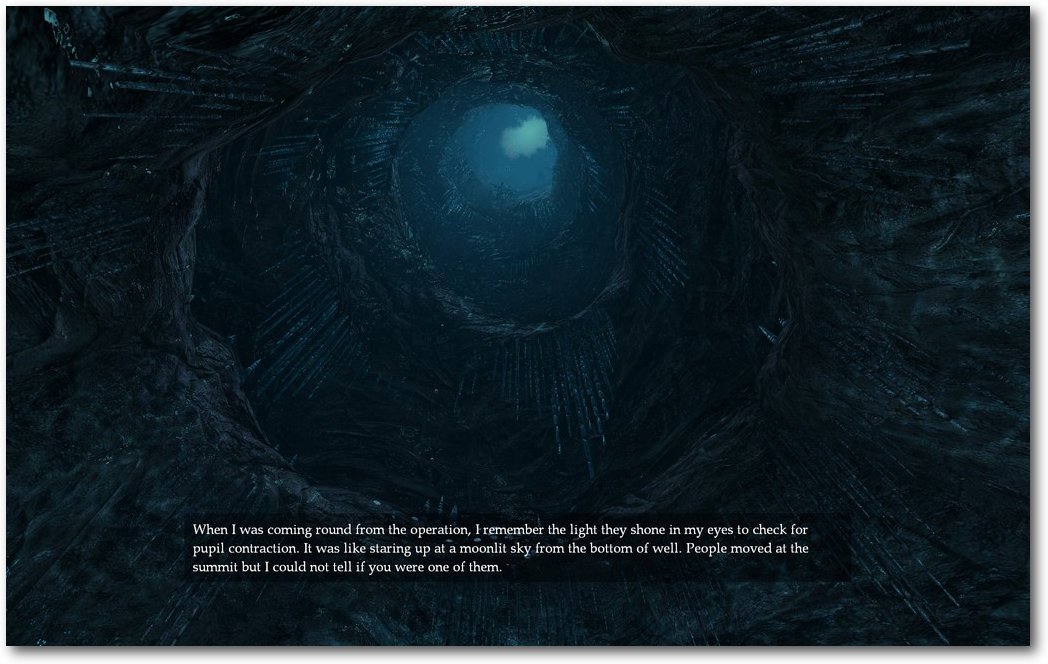 When I was coming round from the operation, I remember the light they shone in my eyes to check for
pupil contraction. It was like staring up at a moonlit sky from the bottom of well. People moved at the
summit but I could not tell if you were one of them.